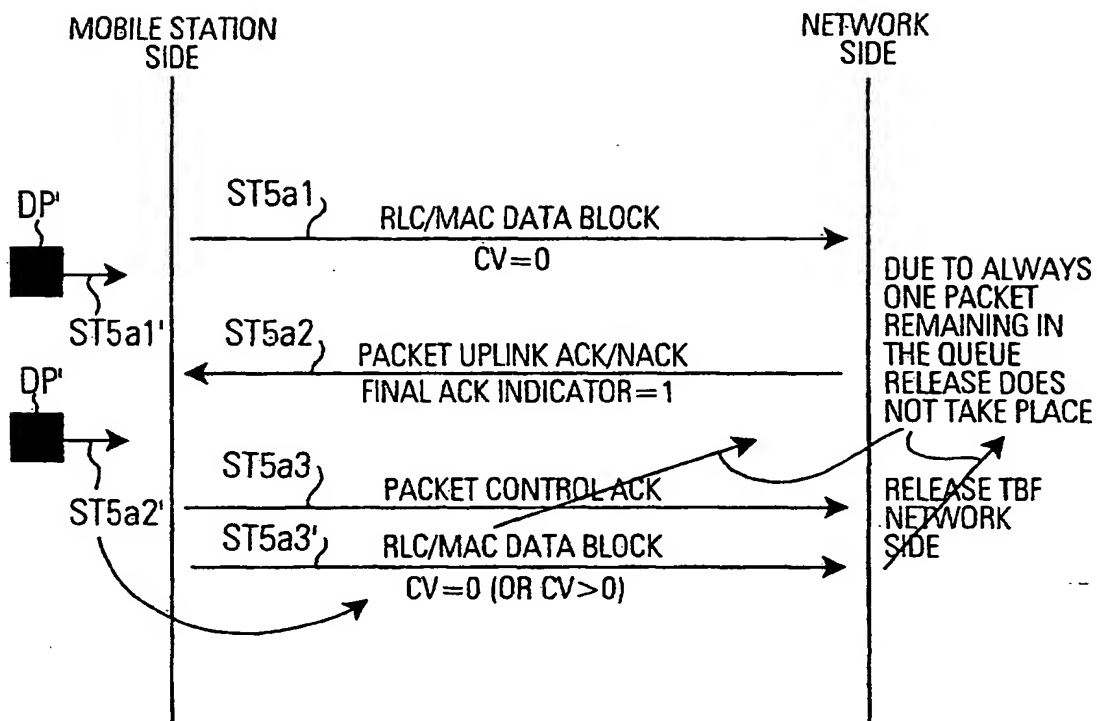 MOBILE STATION
SIDE
NETWORK
SIDE
DP'
ST5a1
RLC/MAC DATA BLOCK
CV=0
ST5a1'
DUE TO ALWAYS
ONE PACKET
REMAINING IN
THE QUEUE
RELEASE DOES
NOT TAKE PLACE
ST5a2
PACKET UPLINK ACK/NACK
FINAL ACK INDICATOR=1
DP'
ST5a2'
ST5a3
PACKET CONTROL ACK
RELEASE TBF
NETWORK
SIDE
ST5a3'
RLC/MAC DATA BLOCK
CV=0 (OR CV>0)